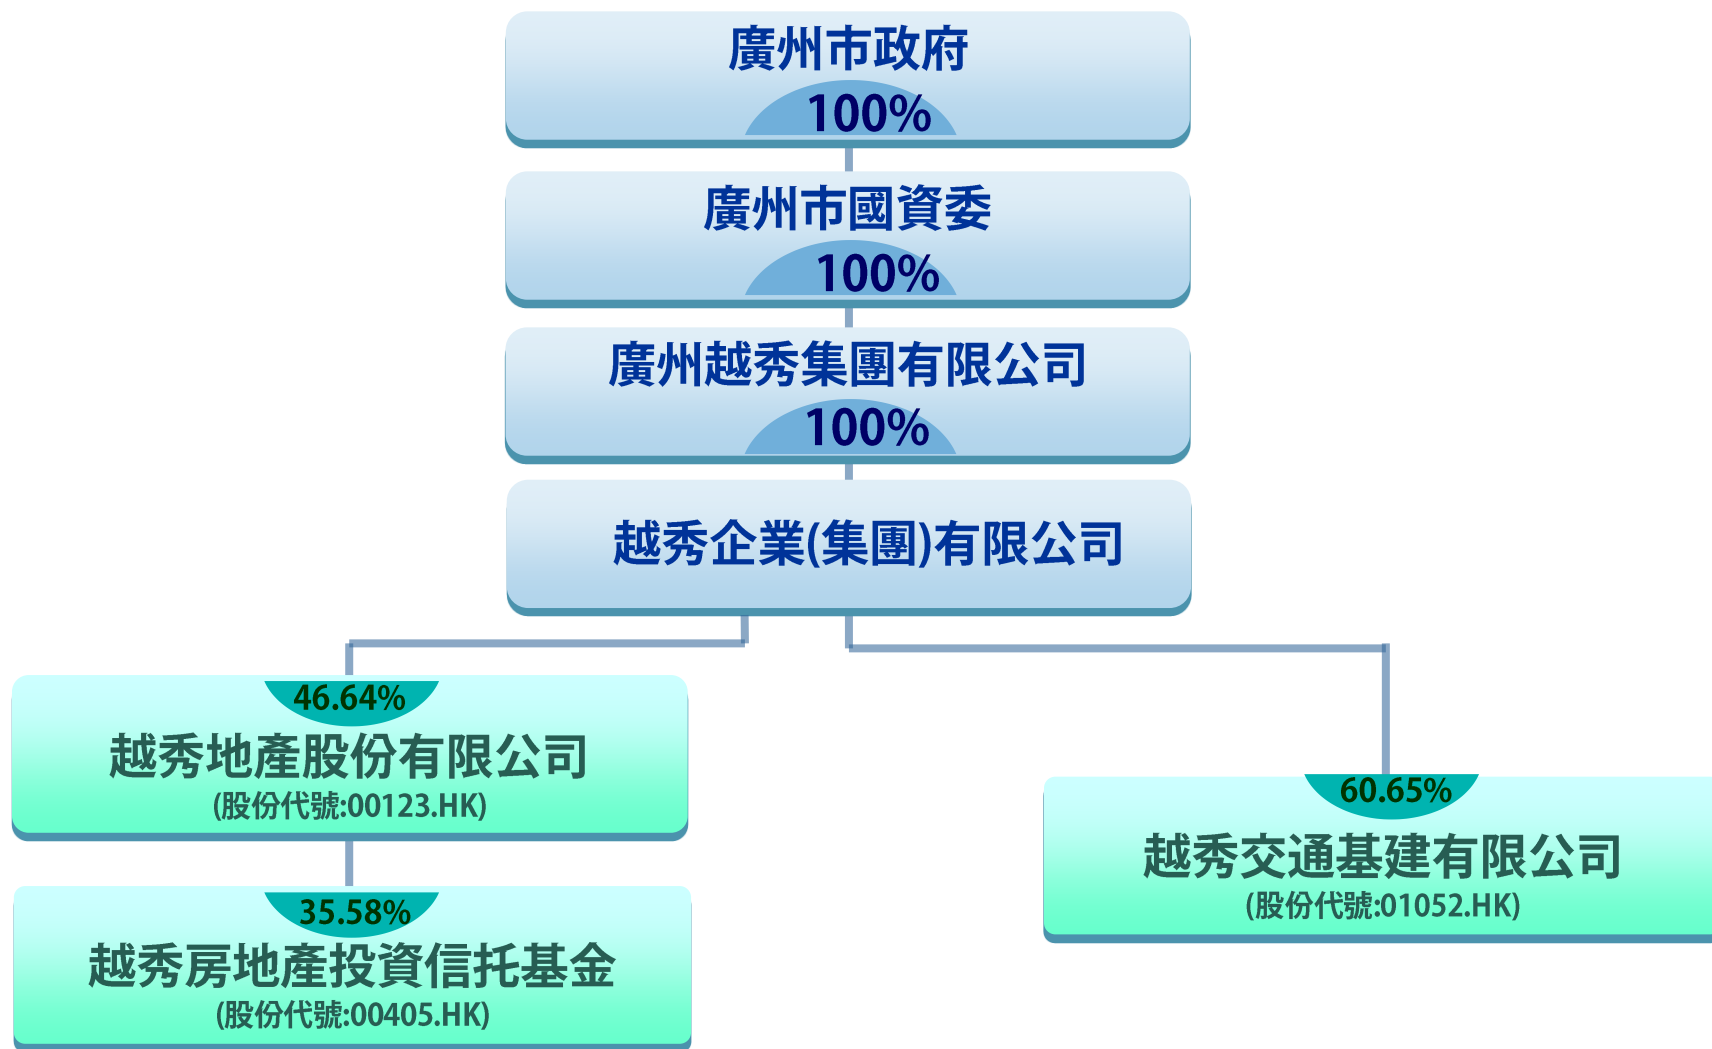 廣州市政府
100%
廣州市國資委
100%
廣州越秀集團有限公司
100%
越秀企業(集團)有限公司
46.64%
越秀地產股份有限公司
(股份代號:00123.HK)
60.65%
越秀交通基建有限公司
(股份代號:01052.HK)
35.58%
越秀房地產投資信托基金
(股份代號:00405.HK)